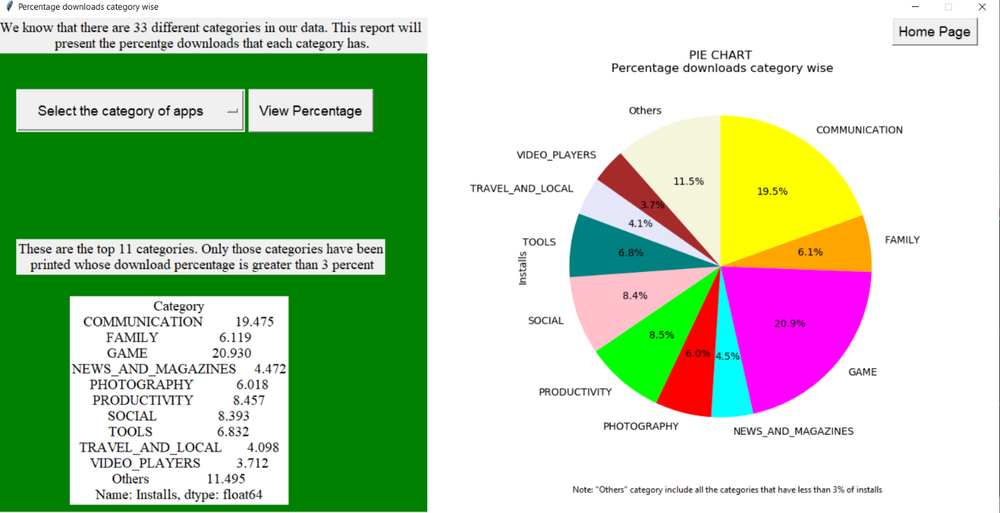 Percentage downloads category wise
We know that there are 33 different categories in our data. This report will
present the percentge downloads that each category has.
Select the category of apps
View Percentage
These are the top 11 categories. Only those categories have been
printed whose download percentage is greater than 3 percent
Category
COMMUNICATION 19.475
FAMILY 6.119
GAME 20.930
NEWS_AND_MAGAZINES 4.472
PHOTOGRAPHY 6.018
PRODUCTIVITY 8.457
SOCIAL 8.393
TOOLS 6.832
TRAVEL_AND_LOCAL 4.098
VIDEO_PLAYERS 3.712
Others 11.495
Name: Installs, dtype: float64
Home Page
PIE CHART
Percentage downloads category wise
Others
COMMUNICATION
VIDEO_PLAYERS
11.5%
TRAVEL_AND_LOCAL
19.5%
3.7%
4.1%
FAMILY
TOOLS
6.8%
6.1%
Installs
8.4%
SOCIAL
20.9%
8.5%
6.0%
4.5%
GAME
PRODUCTIVITY
PHOTOGRAPHY
NEWS_AND_MAGAZINES
Note: "Others" category include all the categories that have less than 3% of installs